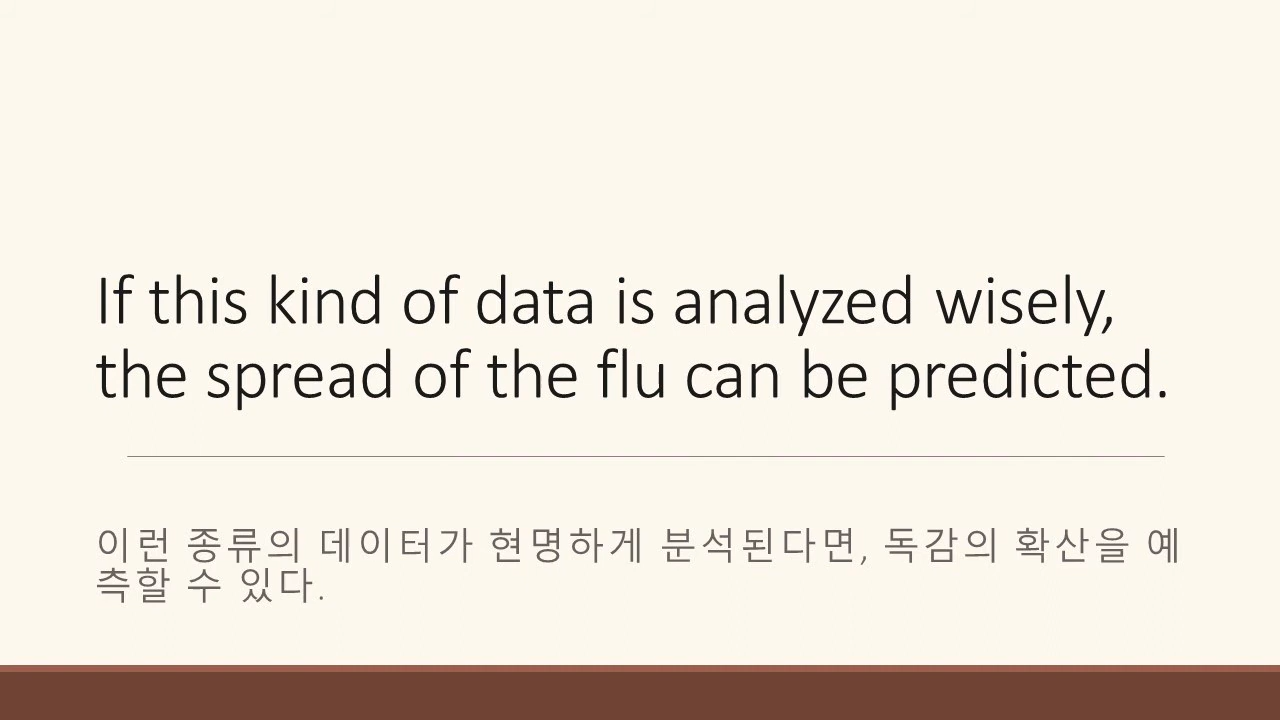 If this kind of data is analyzed wisely,
the spread of the flu can be predicted.
이런 종류의 데이터가 현명하게 분석된다면, 독감의 확산을 예
측할 수 있다.